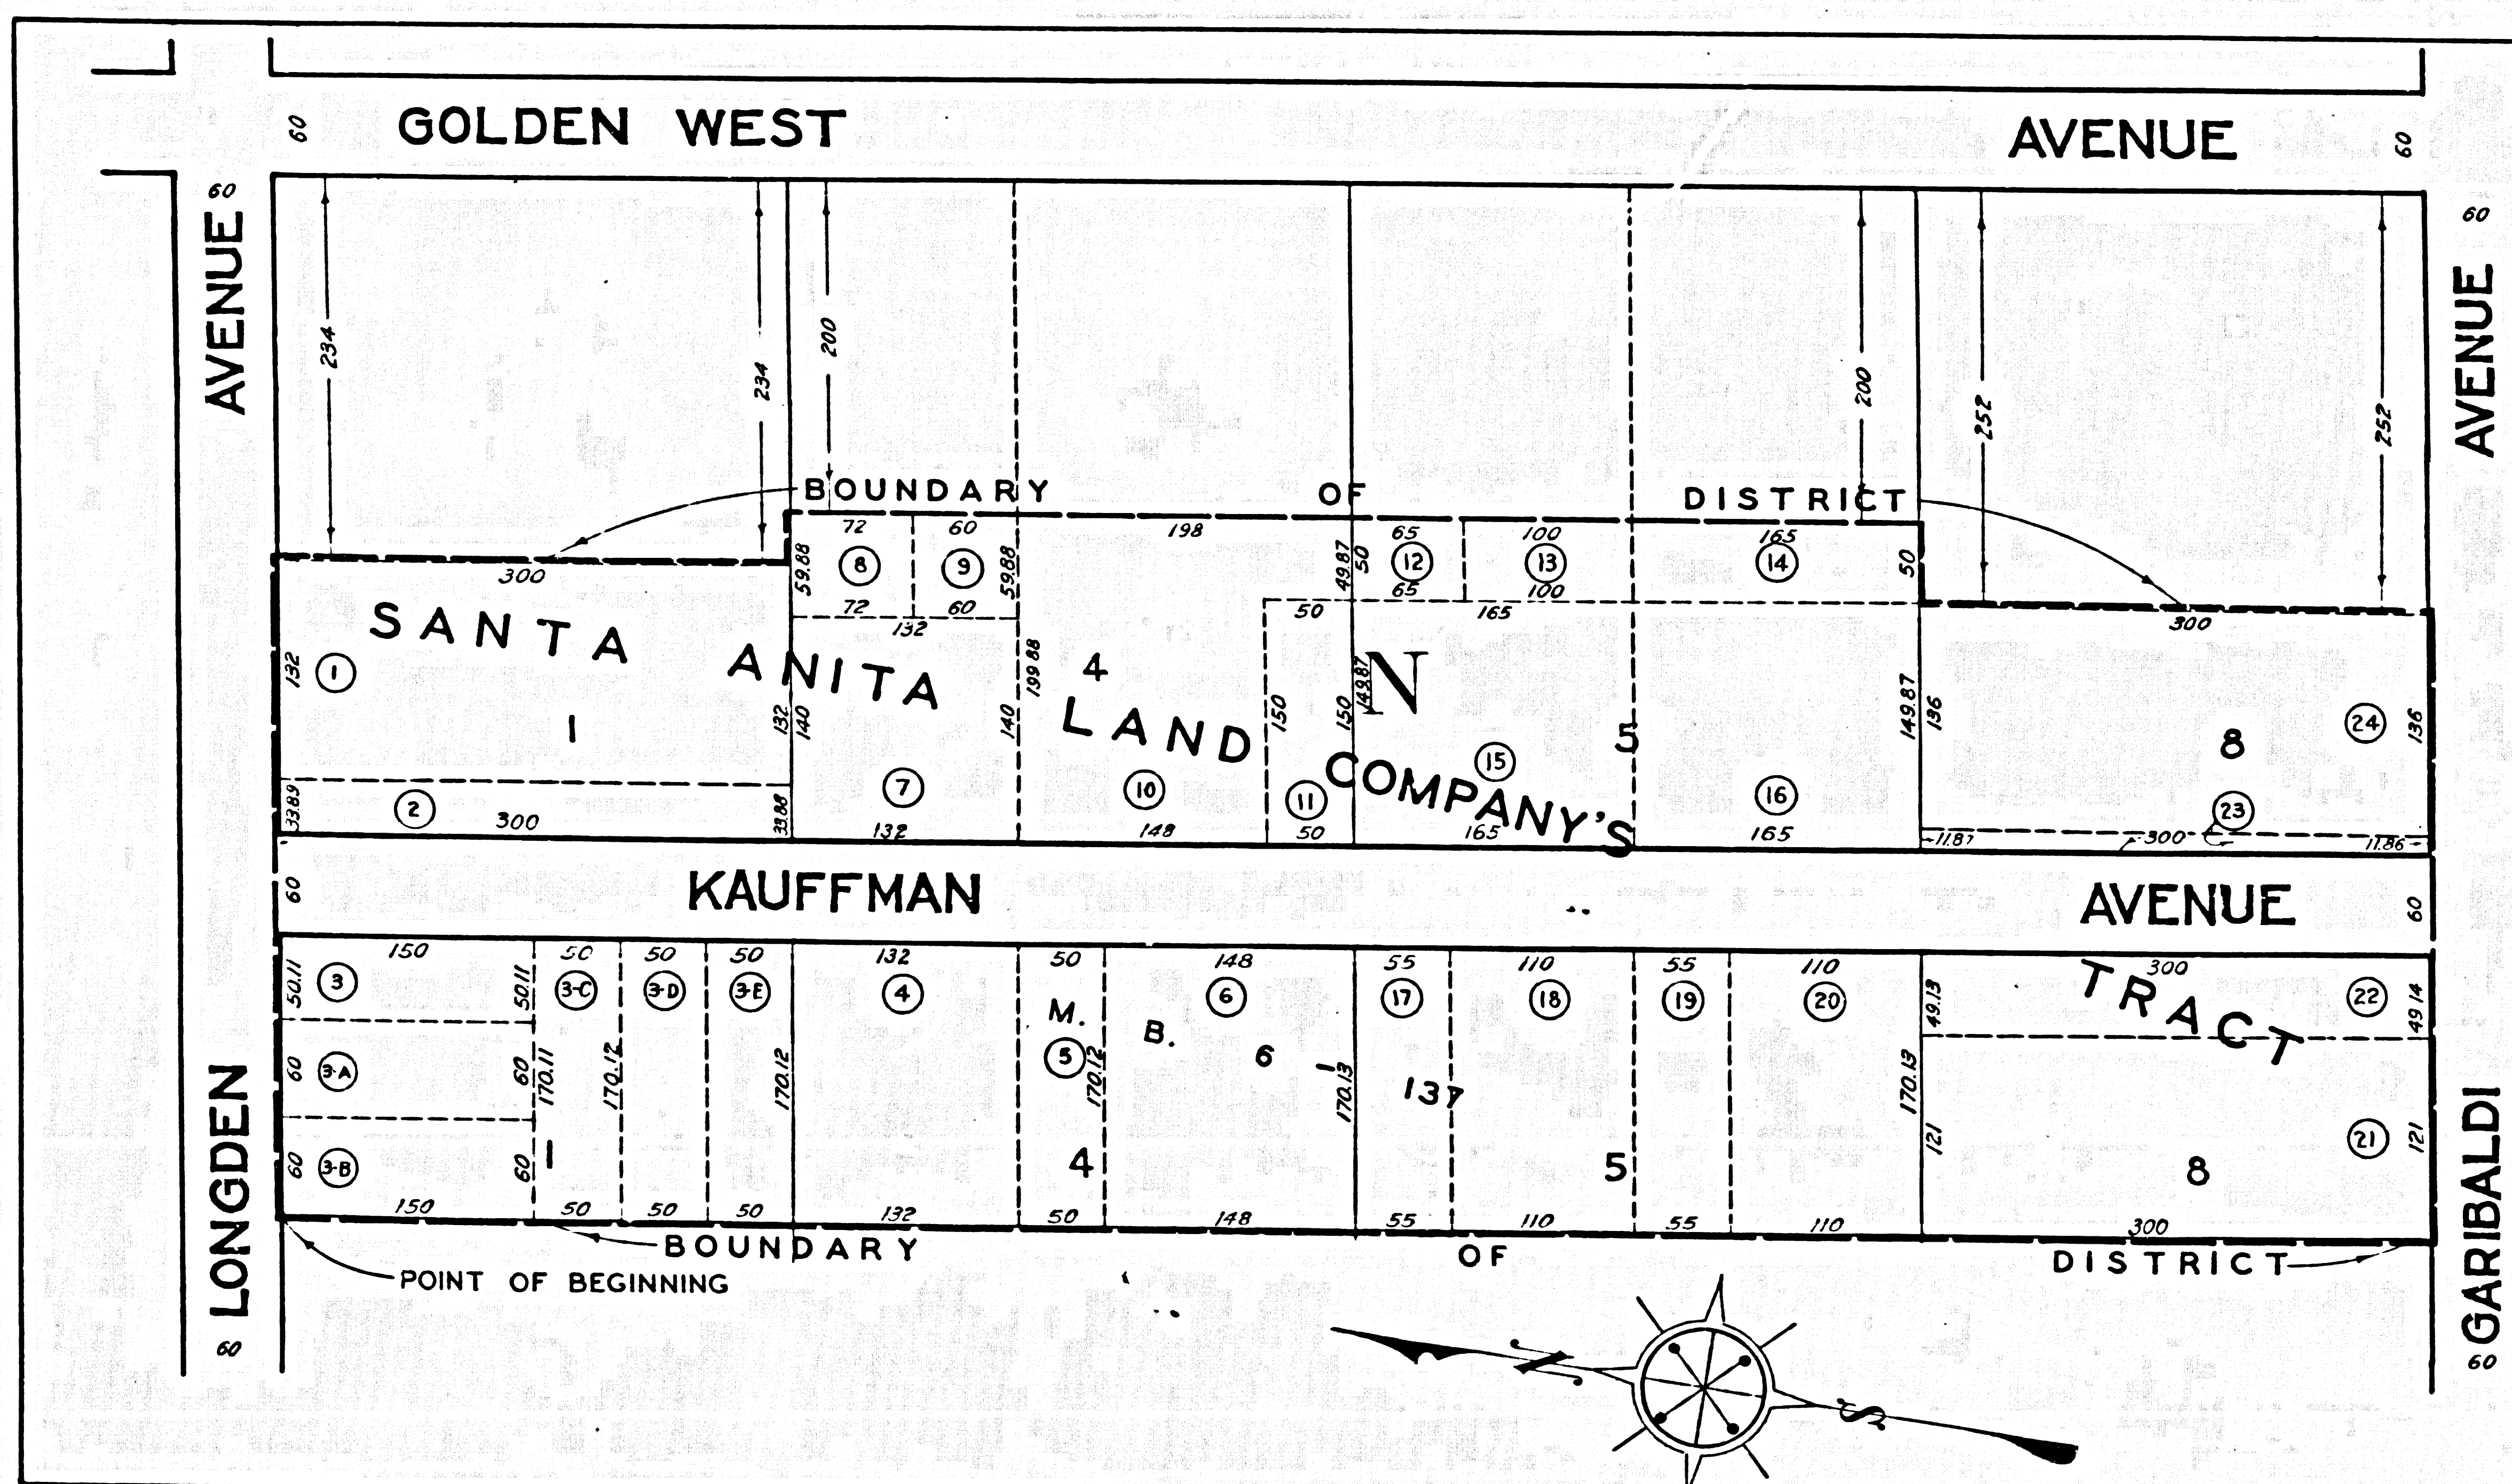 GOLDEN WEST AVENUE
60 60
60 60
AVENUE AVENUE
234 234 200 200 252 252
BOUNDARY OF DISTRICT
72 60 198 65 100 165
59.88 8 9 59.88 49.87 50 12 13 14 50
300
72 60 65 100
132 50 165 300
SANTA ANITA LAND COMPANY'S TRACT
132 1 1 132 140 140 199 88 4 150 150 149.87 N 5 149.87 136 8 24 136
33.89 2 300 33.88 7 10 11 15 16 23
132 148 50 165 165 11.87 300 11.86
60 KAUFFMAN AVENUE 60
150 50 50 50 132 50 148 55 110 55 110 300
50.11 3 50.11 3-C 3-D 3-E 4 6 17 18 19 20 49.13 22 49 14
M. B. 6 1 137
60 3-A 60 170.11 170.12 170.12 5 170.12 170.13 170.13
60 3-B 60 1 4 5 121 8 21 121
150 50 50 50 132 50 148 55 110 55 110 300
BOUNDARY OF DISTRICT
POINT OF BEGINNING
LONGDEN
60
GARIBALDI
60
N S